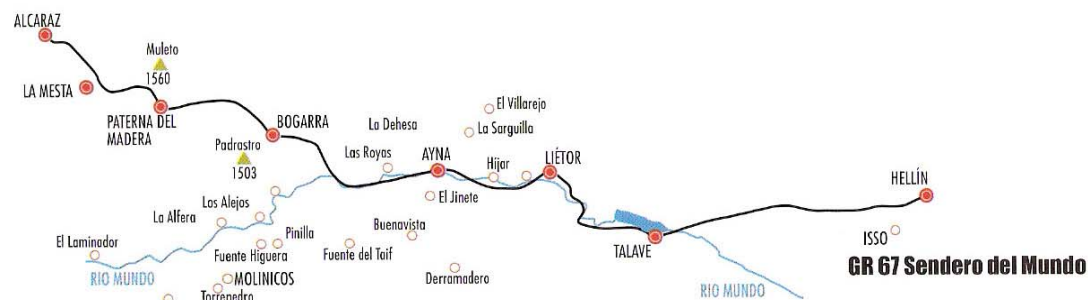 ALCARAZ
Muleto
1560
LA MESTA
PATERNA DEL
MADERA
BOGARRA
Padrastro
1503
La Dehesa
El Villarejo
La Sarguilla
Las Royas
AYNA
Hijar
LIÉTOR
El Jinete
HELLÍN
ISSO
TALAVE
GR 67 Sendero del Mundo
Los Alejos
La Alfera
Buenavista
Pinilla
El Laminador
Fuente Higuera
Fuente del Taif
Derramadero
RIO MUNDO
MOLINICOS
Torrepedro
RIO MUNDO